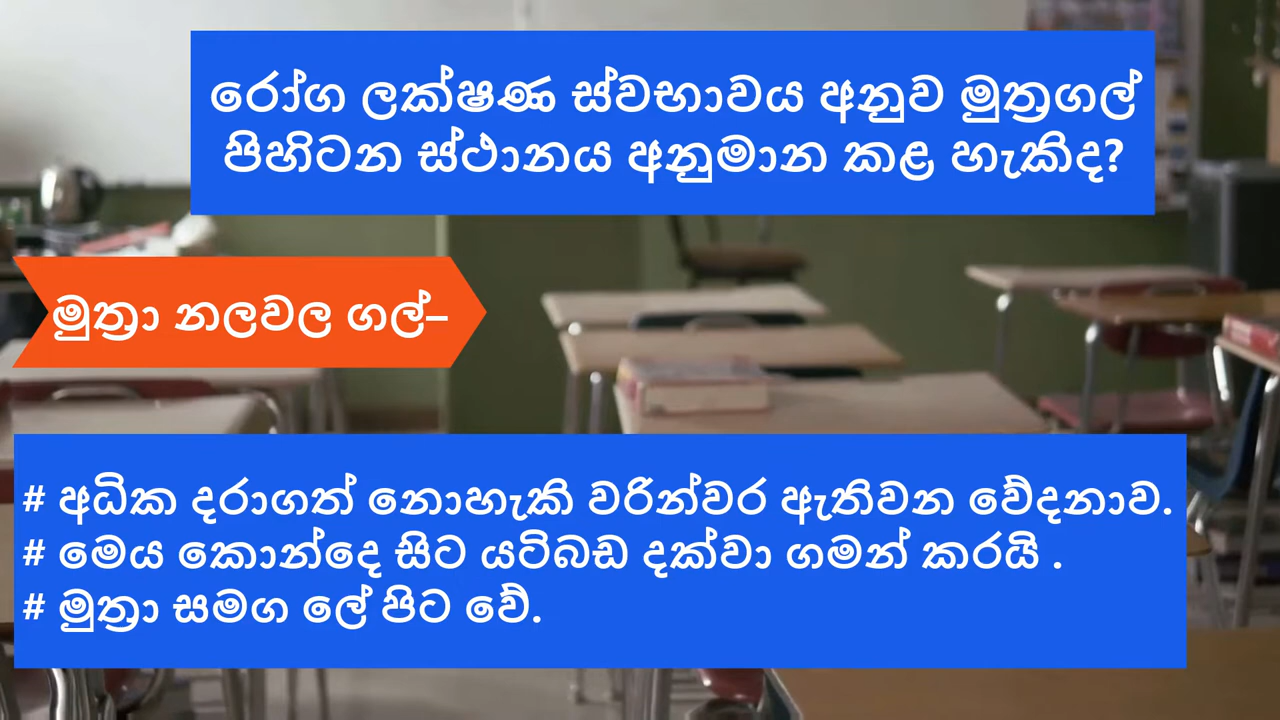 රෝග ලක්ෂණ ස්වභාවය අනුව මුත්‍රගල්
පිහිටන ස්ථානය අනුමාන කළ හැකිද?
මුත්‍රා නලවල ගල්–
# අධික දරාගත් නොහැකි වරින්වර ඇතිවන වේදනාව.
# මෙය කොන්දෙ සිට යටිබඩ දක්වා ගමන් කරයි .
# මුත්‍රා සමග ලේ පිට වේ.